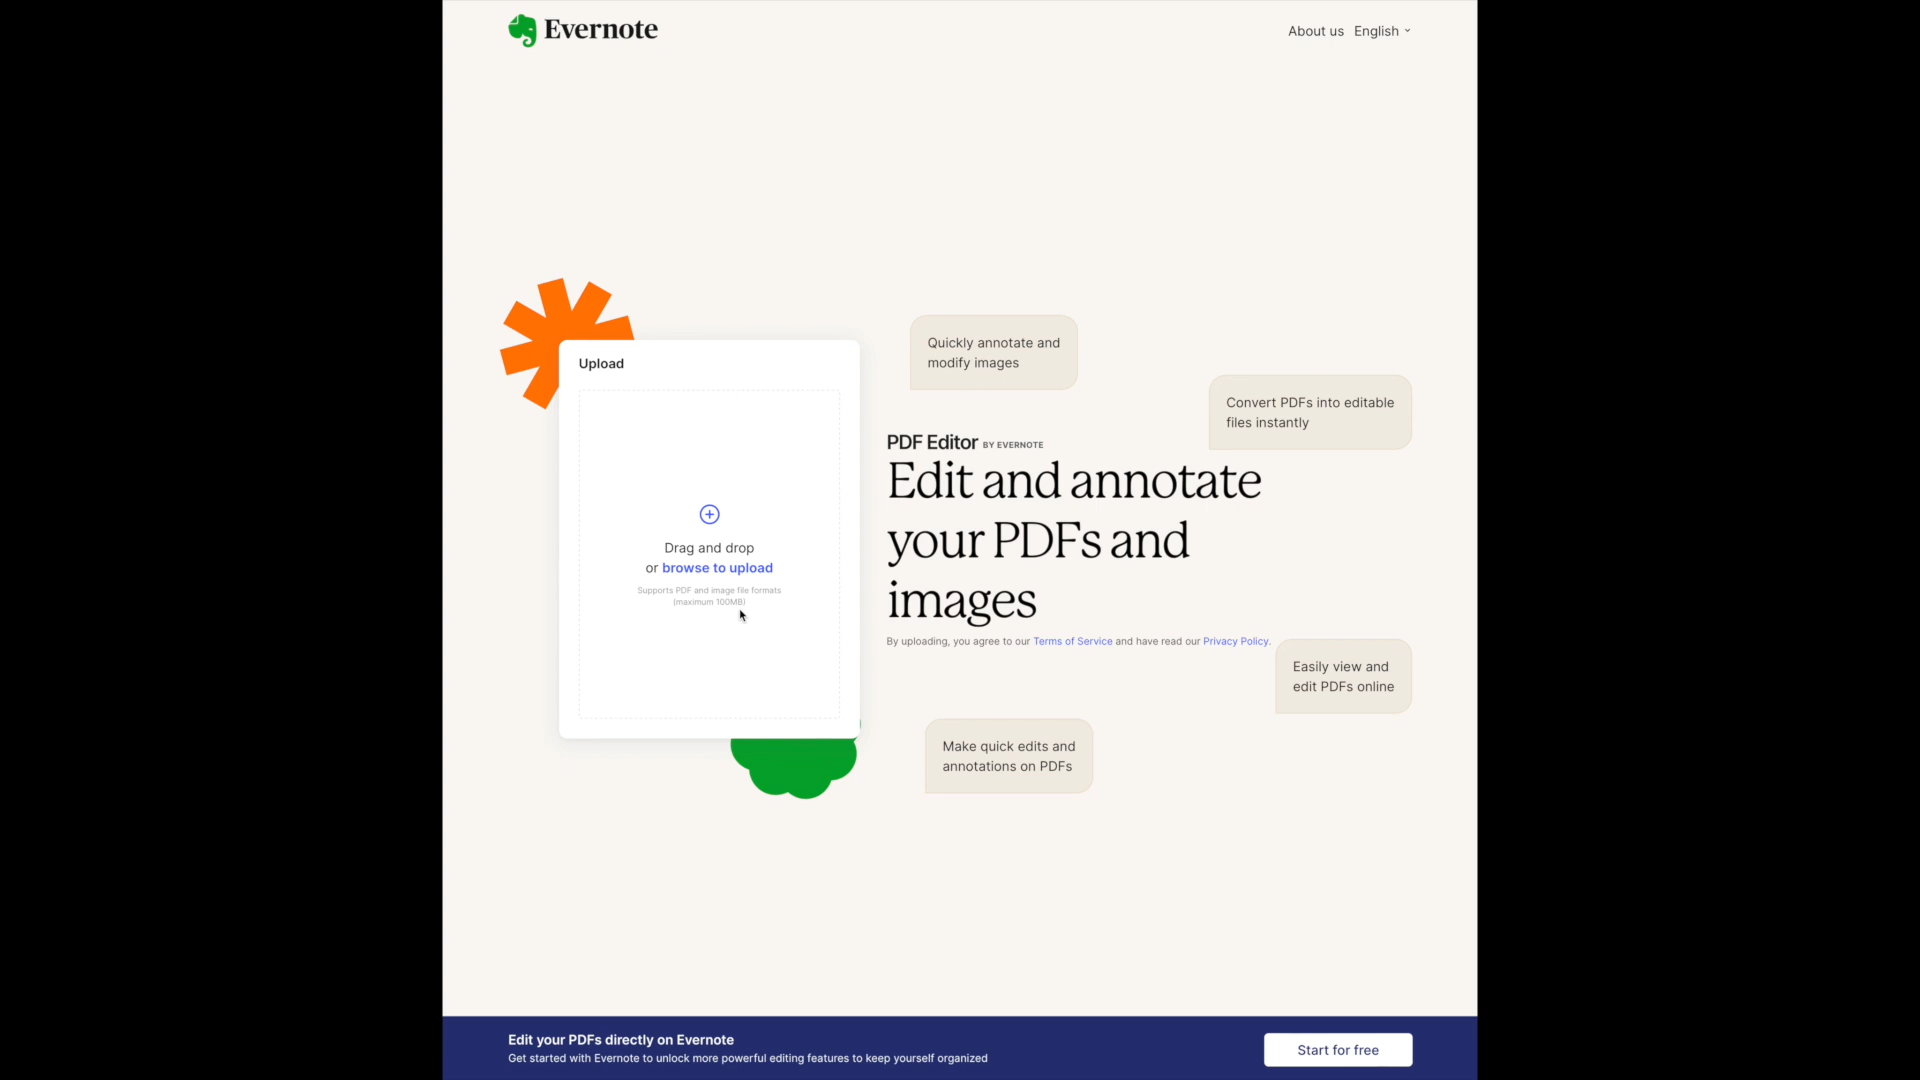 Evernote
About us English
Upload
Drag and drop
or browse to upload
Supports PDF and image file formats
(maximum 100MB)
Quickly annotate and
modify images
Convert PDFs into editable
files instantly
PDF Editor BY EVERNOTE
Edit and annotate
your PDFs and
images
By uploading, you agree to our Terms of Service and have read our Privacy Policy.
Easily view and
edit PDFs online
Make quick edits and
annotations on PDFs
Edit your PDFs directly on Evernote
Get started with Evernote to unlock more powerful editing features to keep yourself organized
Start for free